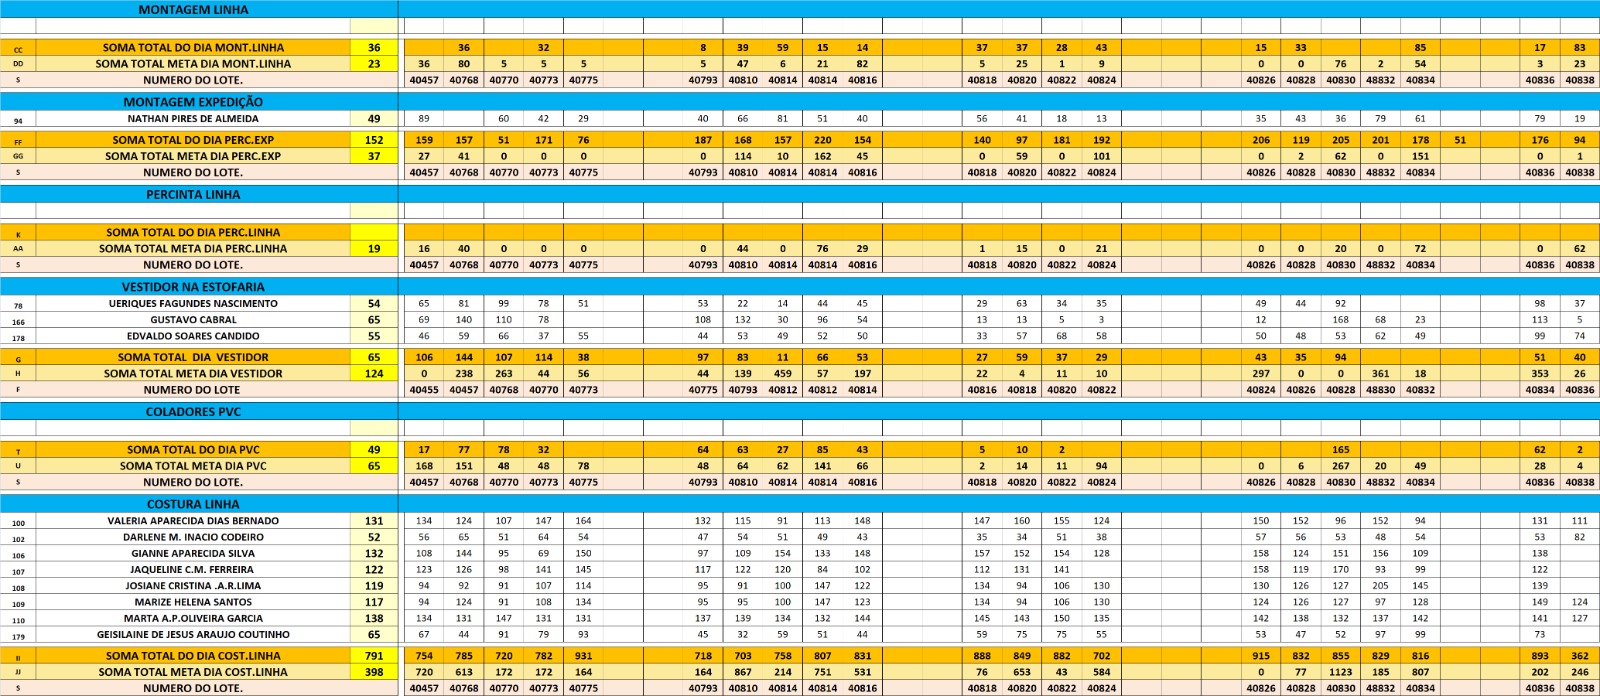 MONTAGEM LINHA
CC SOMA TOTAL DO DIA MONT.LINHA 36 36 32 8 39 59 15 14 37 37 28 43 15 33 85 17 83
DD SOMA TOTAL META DIA MONT.LINHA 23 36 80 5 5 5 5 47 6 21 82 5 25 1 9 0 0 76 2 54 3 23
S NUMERO DO LOTE. 40457 40768 40770 40773 40775 40793 40810 40814 40814 40816 40818 40820 40822 40824 40826 40828 40830 48832 40834 40836 40838
MONTAGEM EXPEDIÇÃO
94 NATHAN PIRES DE ALMEIDA 49 89 60 42 29 40 66 81 51 40 56 41 18 13 35 43 36 79 61 79 19
FF SOMA TOTAL DO DIA PERC.EXP 152 159 157 51 171 76 187 168 157 220 154 140 97 181 192 206 119 205 201 178 51 176 94
GG SOMA TOTAL META DIA PERC.EXP 37 27 41 0 0 0 0 114 10 162 45 0 59 0 101 0 2 62 0 151 0 1
S NUMERO DO LOTE. 40457 40768 40770 40773 40775 40793 40810 40814 40814 40816 40818 40820 40822 40824 40826 40828 40830 48832 40834 40836 40838
PERCINTA LINHA
K SOMA TOTAL DO DIA PERC.LINHA
AA SOMA TOTAL META DIA PERC.LINHA 19 16 40 0 0 0 0 44 0 76 29 1 15 0 21 0 0 20 0 72 0 62
S NUMERO DO LOTE. 40457 40768 40770 40773 40775 40793 40810 40814 40814 40816 40818 40820 40822 40824 40826 40828 40830 48832 40834 40836 40838
VESTIDOR NA ESTOFARIA
78 UERIQUES FAGUNDES NASCIMENTO 54 65 81 99 78 51 53 22 14 44 45 29 63 34 35 49 44 92 98 37
166 GUSTAVO CABRAL 65 69 140 110 78 108 132 30 96 54 13 13 5 3 12 168 68 23 113 5
178 EDVALDO SOARES CANDIDO 55 46 59 66 37 55 44 53 49 52 50 33 57 68 58 50 48 53 62 49 99 74
G SOMA TOTAL DIA VESTIDOR 65 106 144 107 114 38 97 83 11 66 53 27 59 37 29 43 35 94 51 40
H SOMA TOTAL META DIA VESTIDOR 124 0 238 263 44 56 44 139 459 57 197 22 4 11 10 297 0 0 361 18 353 26
F NUMERO DO LOTE 40455 40457 40768 40770 40773 40775 40793 40812 40812 40814 40816 40818 40820 40822 40824 40826 40828 40830 40832 40834 40836
COLADORES PVC
T SOMA TOTAL DO DIA PVC 49 17 77 78 32 64 63 27 85 43 5 10 2 165 62 2
U SOMA TOTAL META DIA PVC 65 168 151 48 48 78 48 64 62 141 66 2 14 11 94 0 6 267 20 49 28 4
S NUMERO DO LOTE. 40457 40768 40770 40773 40775 40793 40810 40814 40814 40816 40818 40820 40822 40824 40826 40828 40830 48832 40834 40836 40838
COSTURA LINHA
100 VALERIA APARECIDA DIAS BERNADO 131 134 124 107 147 164 132 115 91 113 148 147 160 155 124 150 152 96 152 94 131 111
102 DARLENE M. INACIO CODEIRO 52 56 65 51 64 54 47 54 51 49 43 35 34 51 38 57 56 53 48 54 53 82
106 GIANNE APARECIDA SILVA 132 108 144 95 69 150 97 109 154 133 148 157 152 154 128 158 124 151 156 109 138
107 JAQUELINE C.M. FERREIRA 122 123 126 98 141 145 117 122 120 84 102 112 131 141 158 119 170 93 99 122
108 JOSIANE CRISTINA .A.R.LIMA 119 94 92 91 107 114 95 91 100 147 122 134 94 106 130 130 126 127 205 145 139
109 MARIZE HELENA SANTOS 117 94 124 91 108 134 95 95 100 147 123 134 94 106 130 124 126 127 97 128 149 124
110 MARTA A.P.OLIVEIRA GARCIA 138 134 131 147 131 131 137 139 134 132 144 145 143 150 135 142 138 132 137 142 141 127
179 GEISILAINE DE JESUS ARAUJO COUTINHO 65 67 44 91 79 93 45 32 59 51 44 59 75 75 55 53 47 52 97 99 73
II SOMA TOTAL DO DIA COST.LINHA 791 754 785 720 782 931 718 703 758 807 831 888 849 882 702 915 832 855 829 816 893 362
JJ SOMA TOTAL META DIA COST.LINHA 398 720 613 172 172 164 164 867 214 751 531 76 653 43 584 0 77 1123 185 807 202 246
S NUMERO DO LOTE. 40457 40768 40770 40773 40775 40793 40810 40814 40814 40816 40818 40820 40822 40824 40826 40828 40830 48832 40834 40836 40838